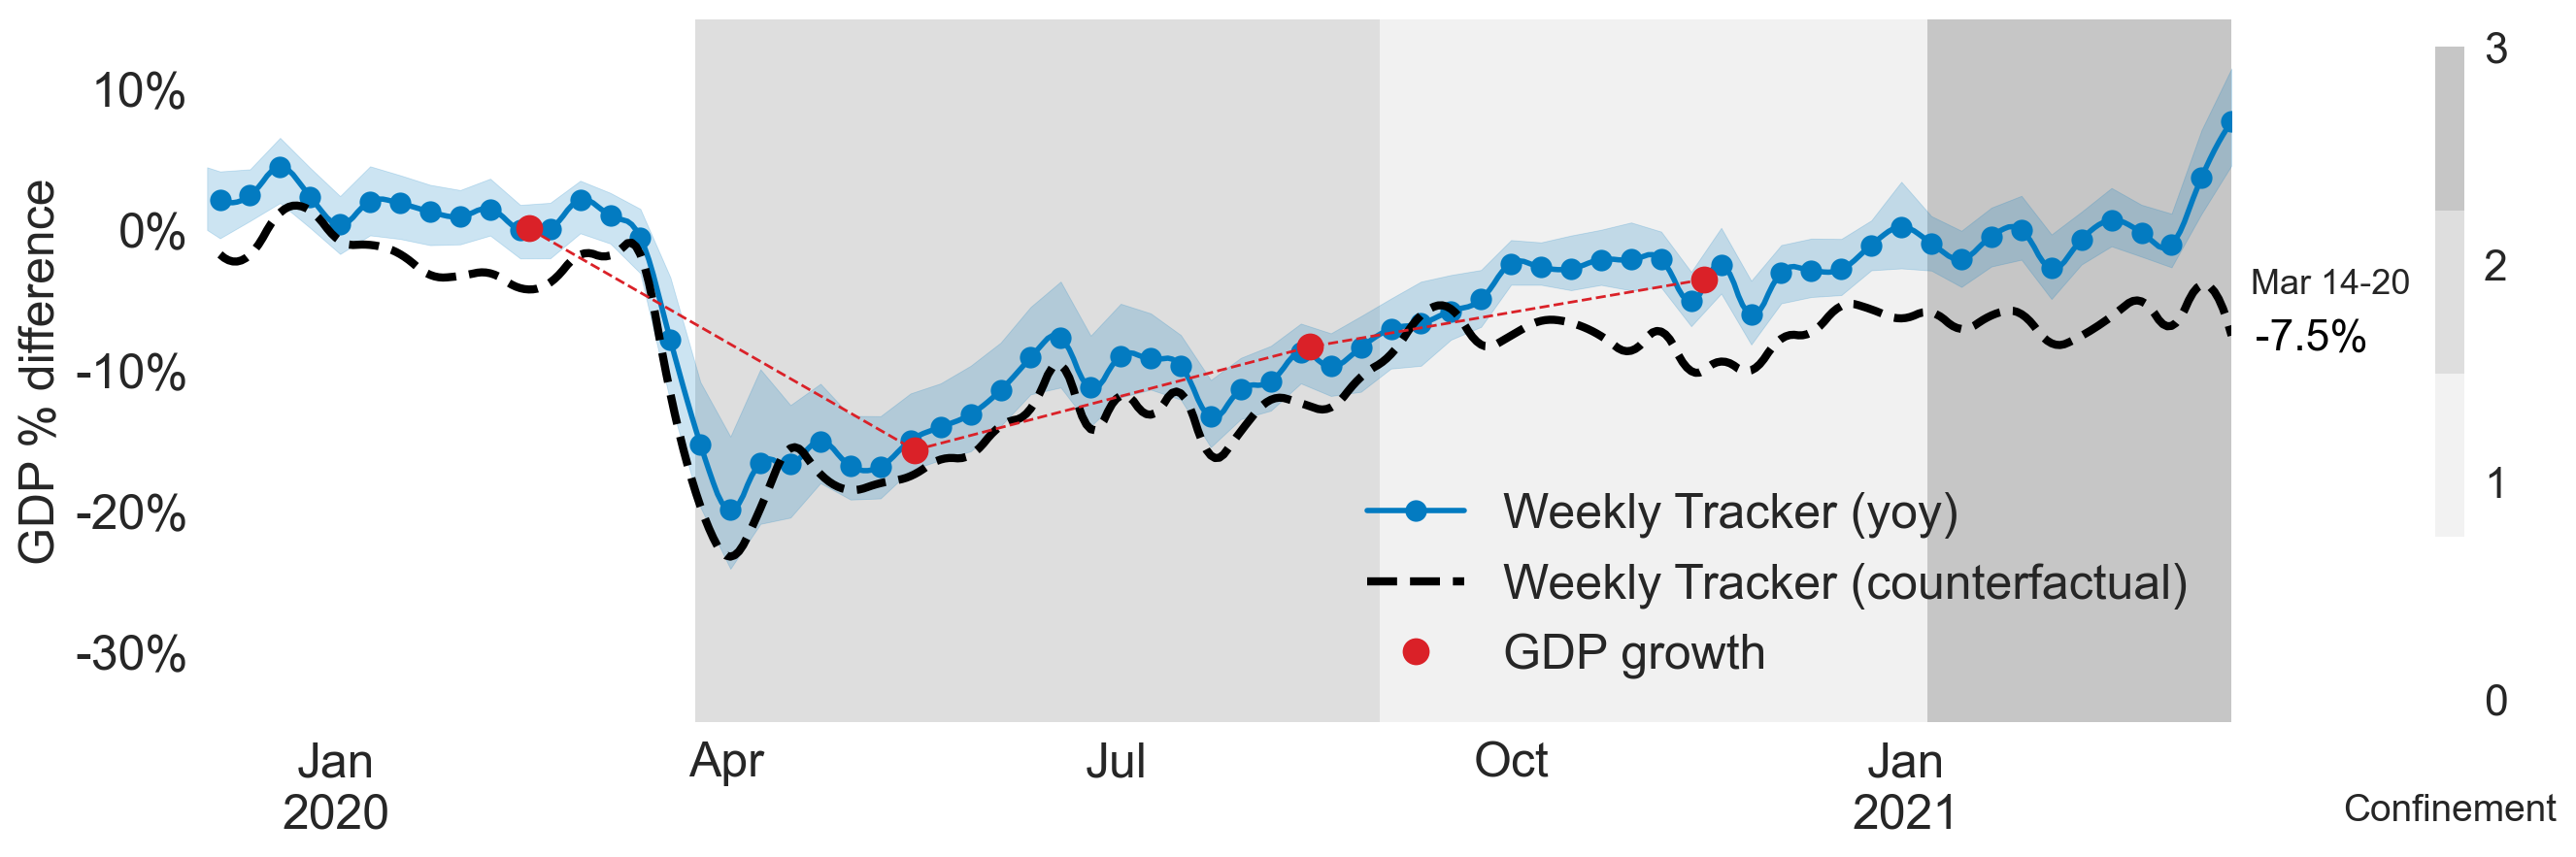 GDP % difference
10%
0%
-10%
-20%
-30%
Jan
2020
Apr
Jul
Oct
Jan
2021
Weekly Tracker (yoy)
Weekly Tracker (counterfactual)
GDP growth
Mar 14-20
-7.5%
3
2
1
0
Confinement